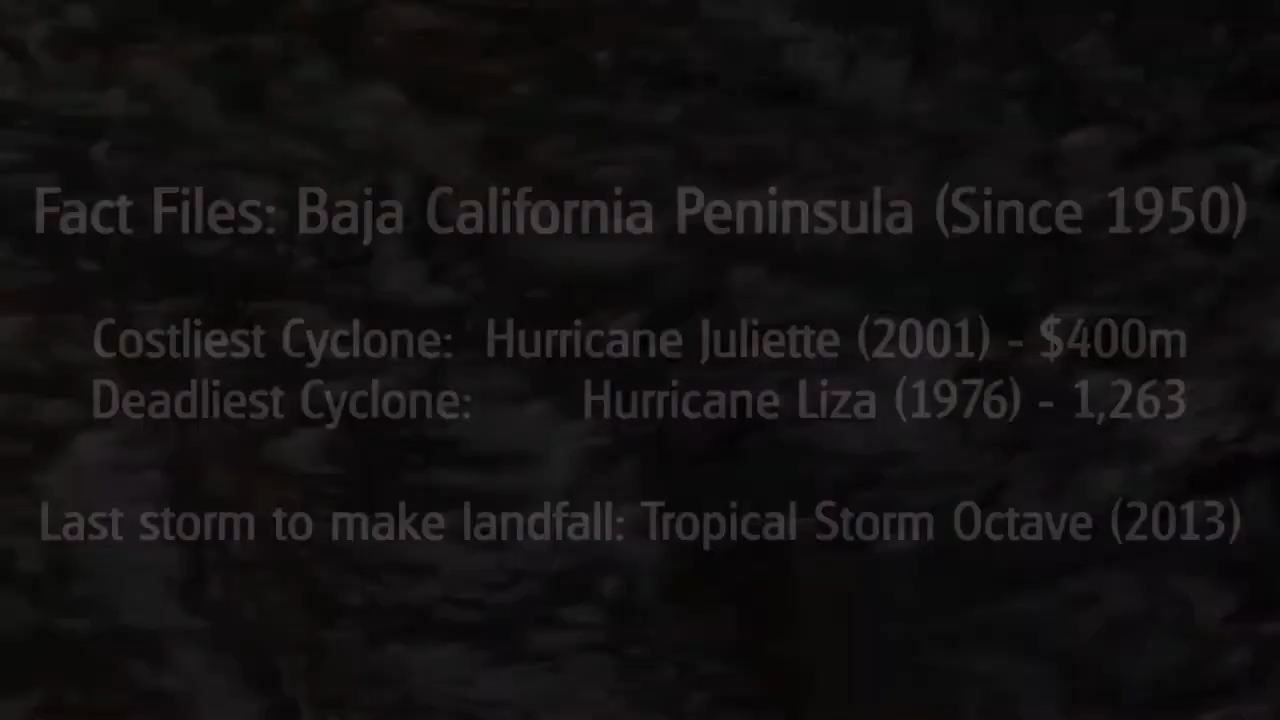 Fact Files: Baja California Peninsula (Since 1950)
Costliest Cyclone: Hurricane Juliette (2001) - $400m
Deadliest Cyclone: Hurricane Liza (1976) - 1,263
Last storm to make landfall: Tropical Storm Octave (2013)